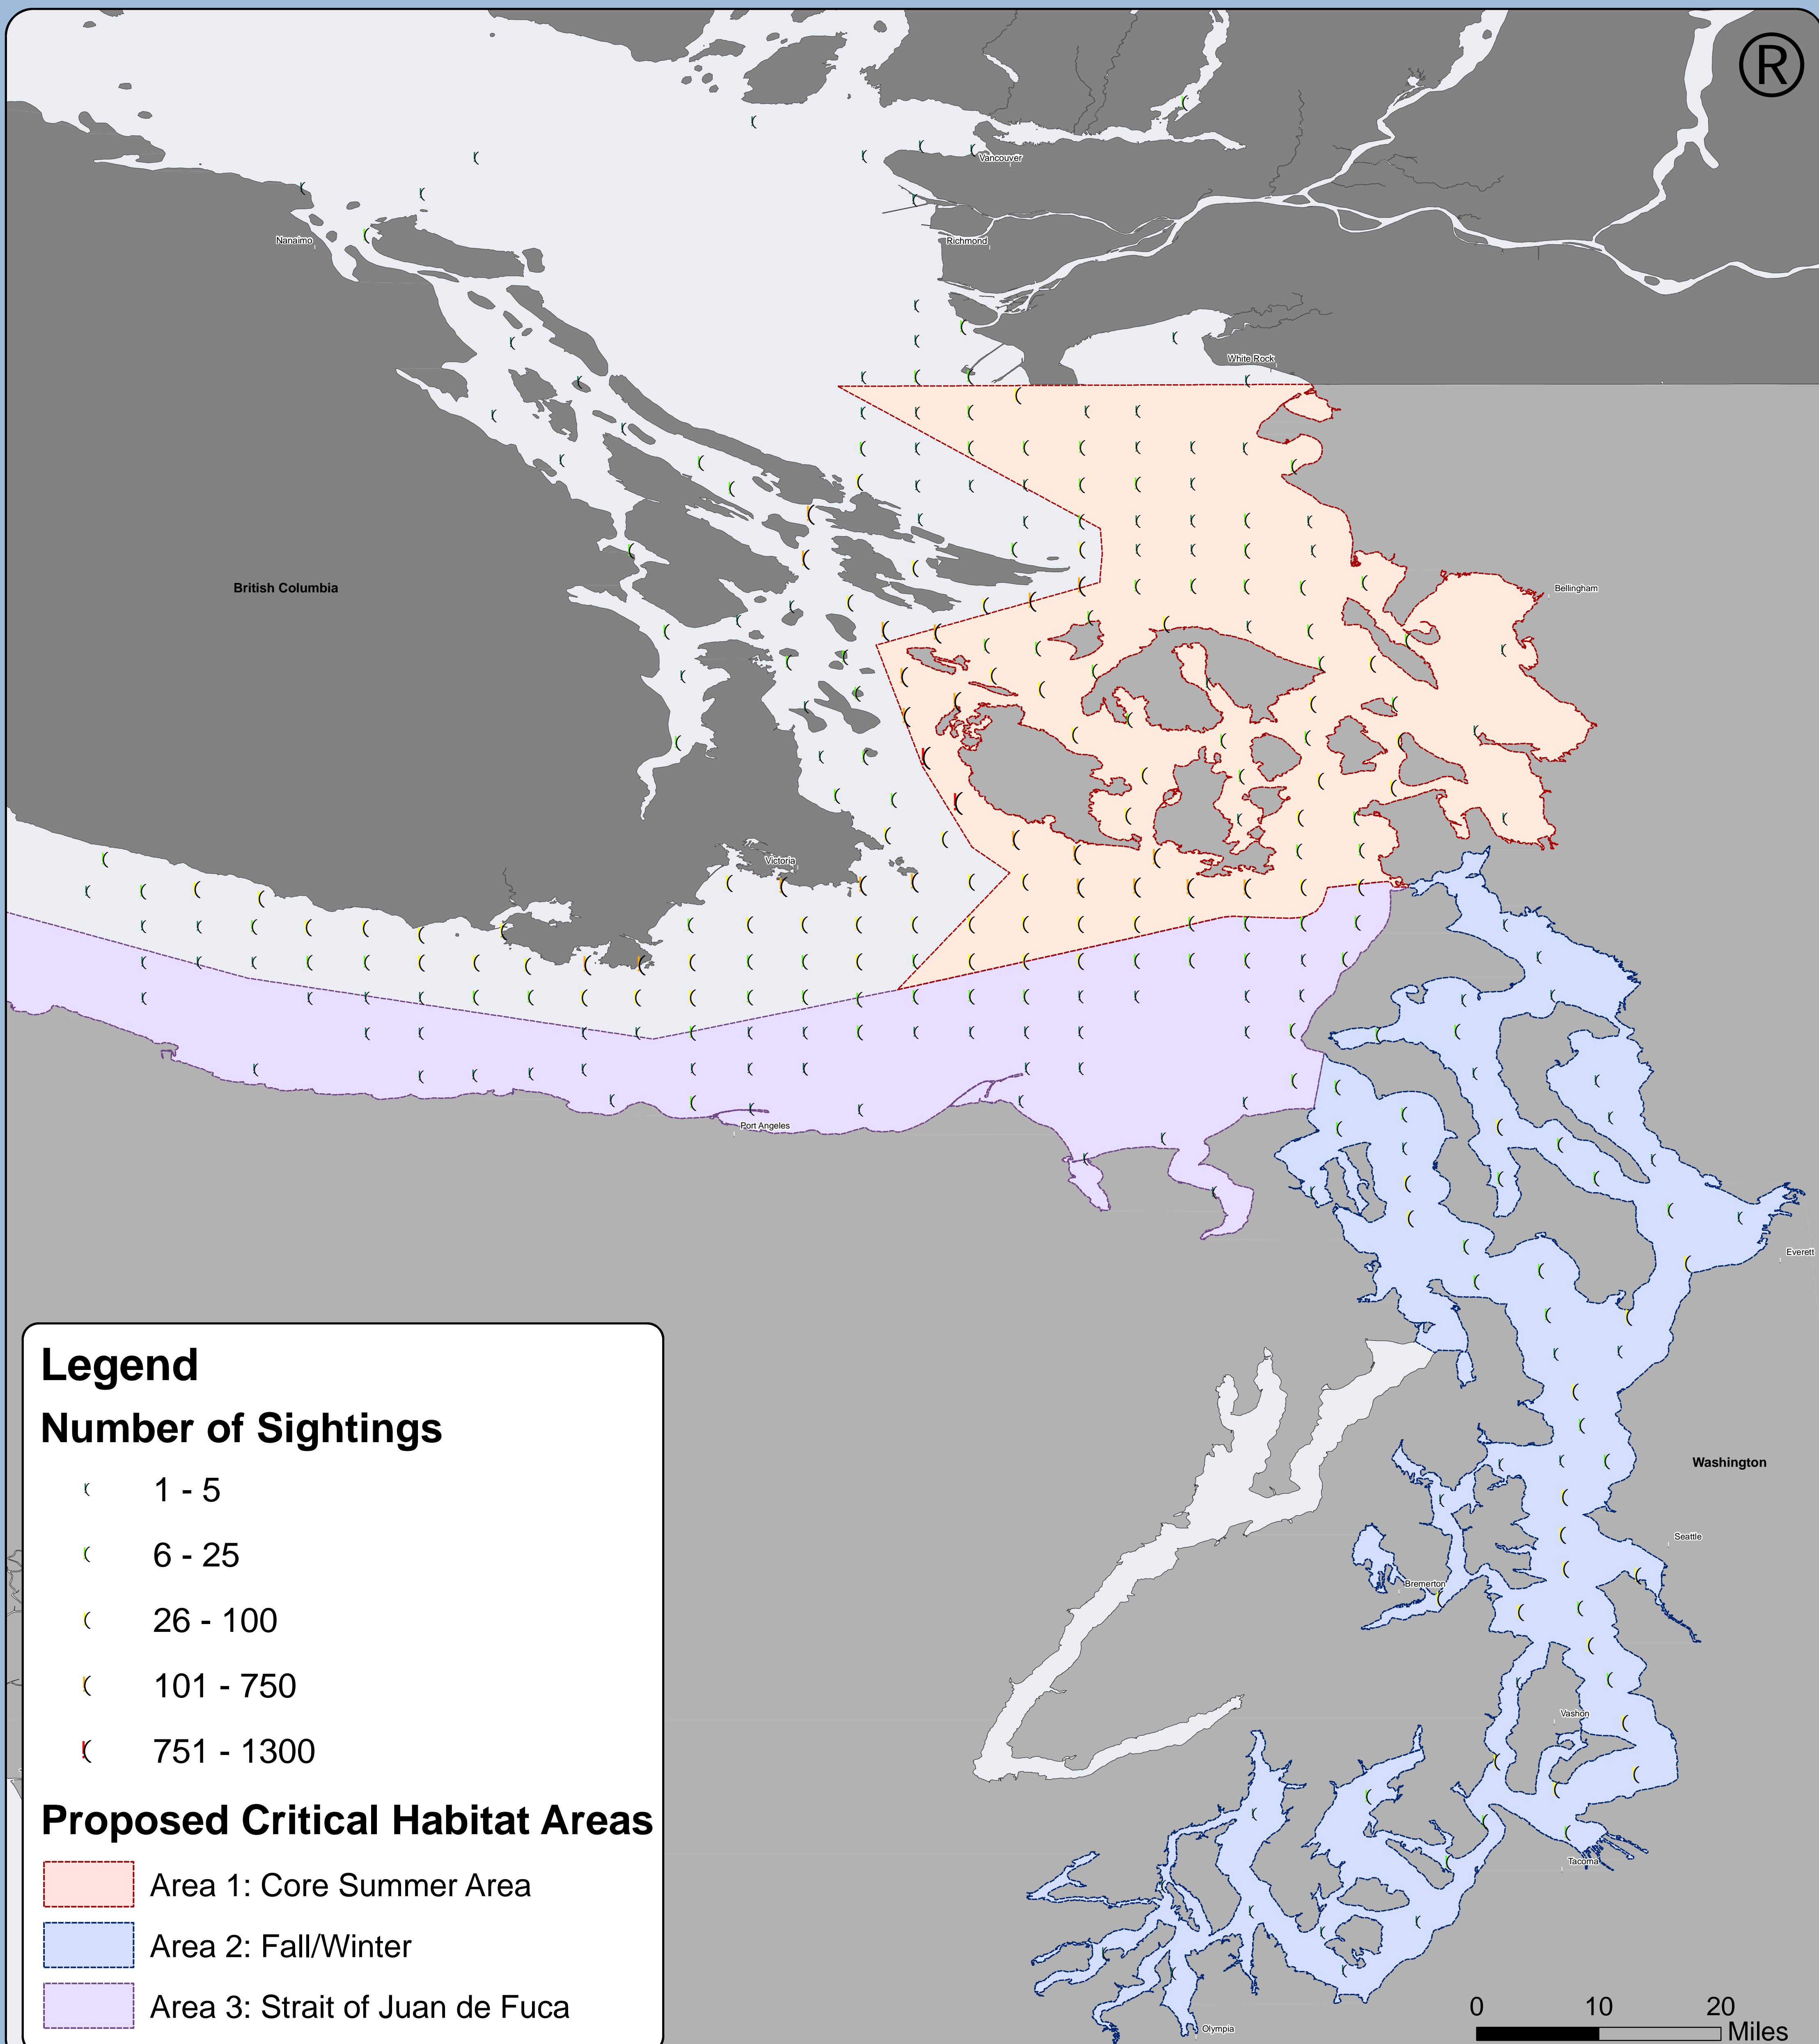 ®
Vancouver
Nanaimo
Richmond
White Rock
British Columbia
Bellingham
Victoria
Port Angeles
Everett
Washington
Seattle
Bremerton
Vashon
Tacoma
Olympia
Legend
Number of Sightings
1 - 5
6 - 25
26 - 100
101 - 750
751 - 1300
Proposed Critical Habitat Areas
Area 1: Core Summer Area
Area 2: Fall/Winter
Area 3: Strait of Juan de Fuca
0 10 20
Miles